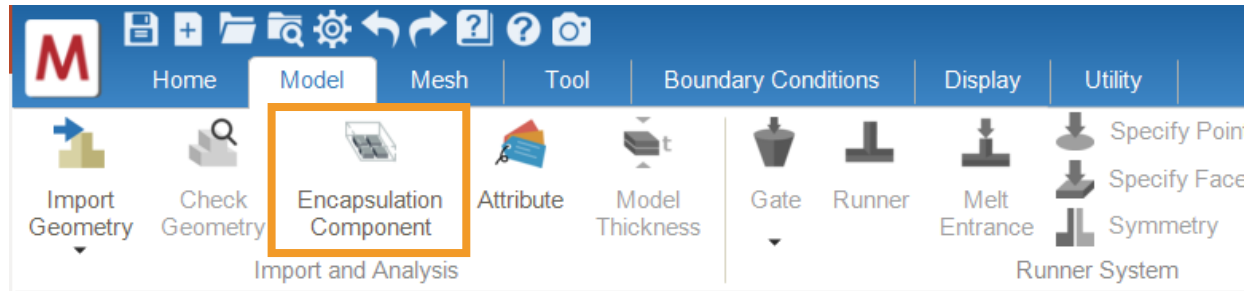 M
Home Model Mesh Tool Boundary Conditions Display Utility
Import Geometry
Check Geometry
Encapsulation Component
Attribute
t
Model Thickness
Gate
Runner
Melt Entrance
Specify Point
Specify Face
Symmetry
Import and Analysis
Runner System